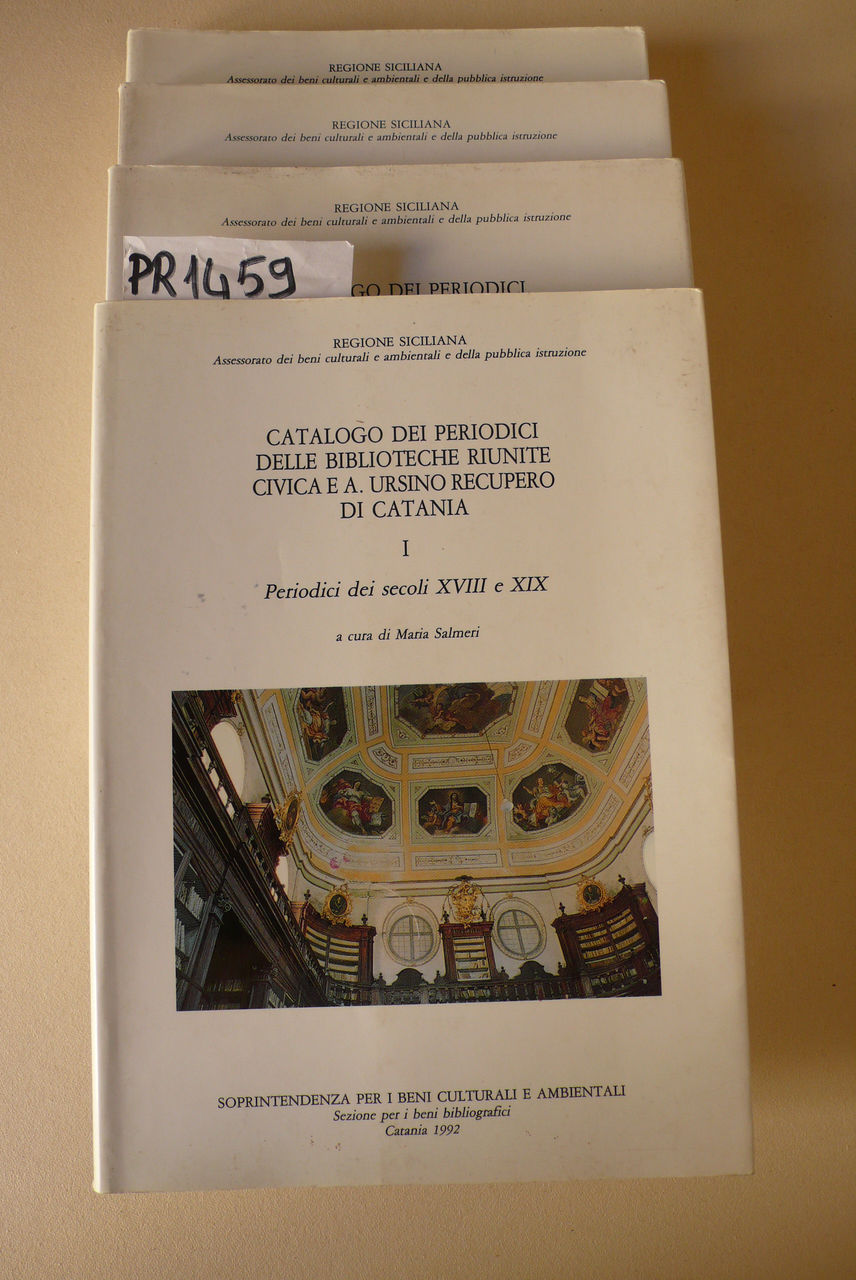 REGIONE SICILIANA
Assessorato dei beni culturali e ambientali e della pubblica istruzione
REGIONE SICILIANA
Assessorato dei beni culturali e ambientali e della pubblica istruzione
REGIONE SICILIANA
Assessorato dei beni culturali e ambientali e della pubblica istruzione
PR1459
GO DEI PERIODICI
REGIONE SICILIANA
Assessorato dei beni culturali e ambientali e della pubblica istruzione
CATALOGO DEI PERIODICI
DELLE BIBLIOTECHE RIUNITE
CIVICA E A. URSINO RECUPERO
DI CATANIA
I
Periodici dei secoli XVIII e XIX
a cura di Maria Salmeri
SOPRINTENDENZA PER I BENI CULTURALI E AMBIENTALI
Sezione per i beni bibliografici
Catania 1992